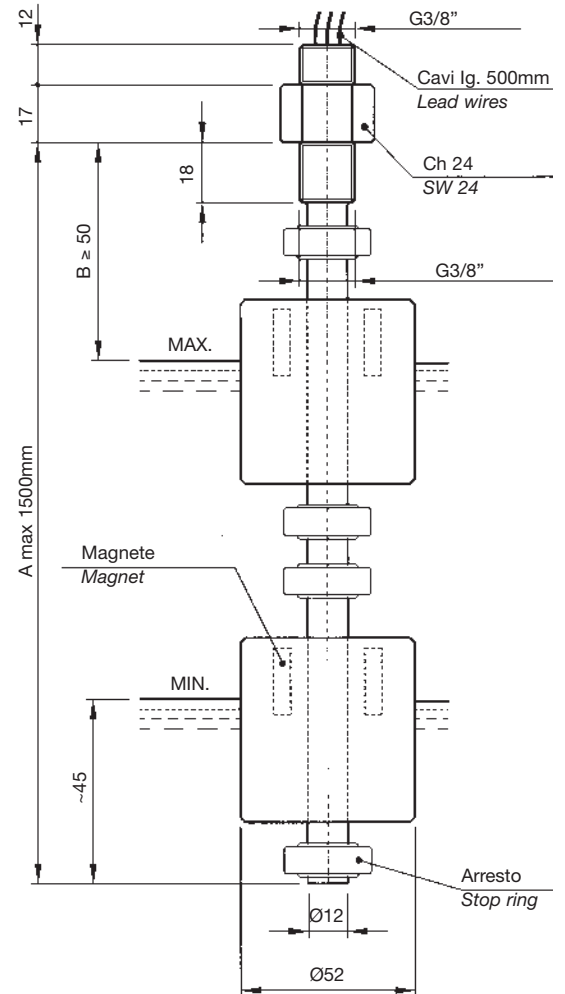 12
G3/8”
Cavi lg. 500mm
Lead wires
17
Ch 24
SW 24
18
B ≥ 50
G3/8”
MAX.
A max 1500mm
Magnete
Magnet
MIN.
~45
Arresto
Stop ring
Ø12
Ø52